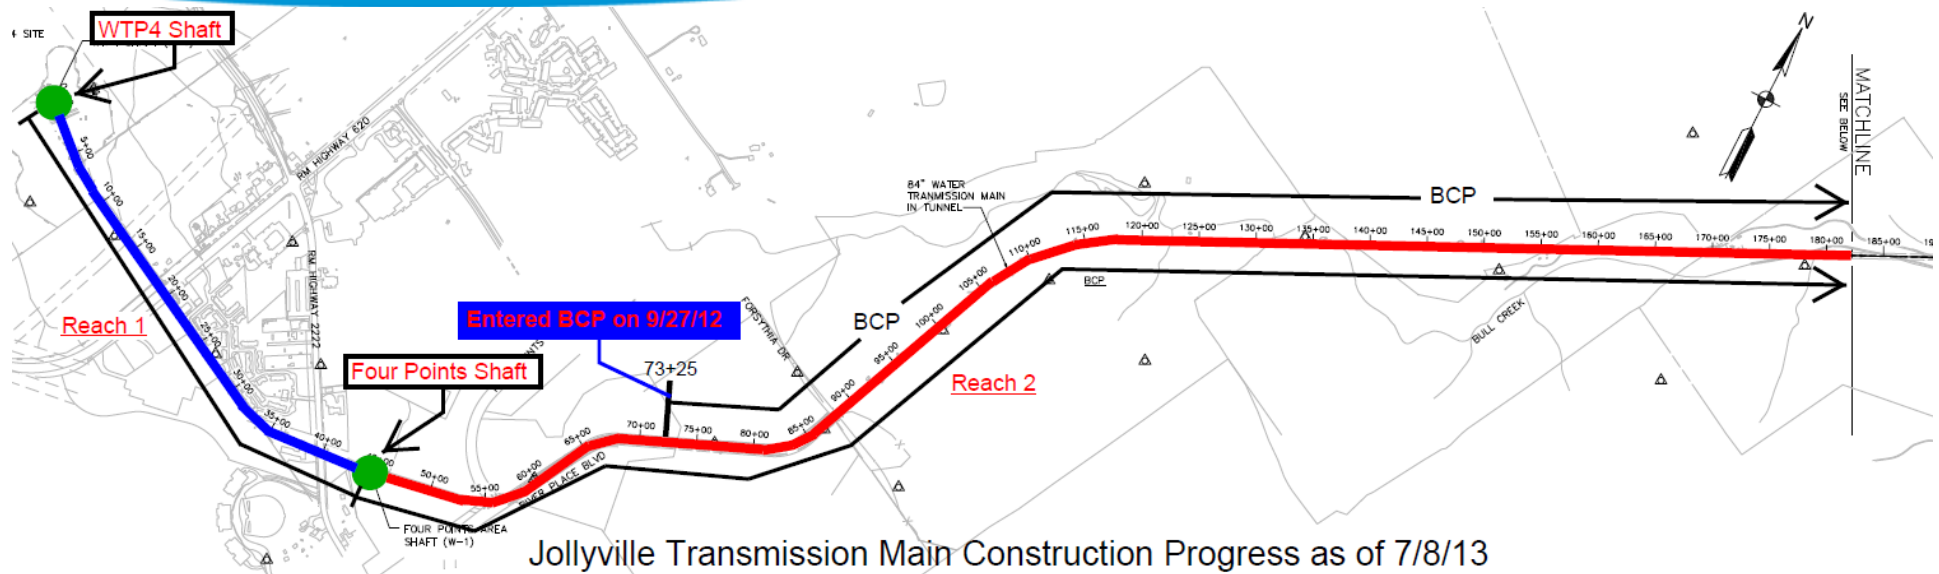 4 SITE
WTP4 Shaft
N
MATCHLINE
SEE BELOW
RM HIGHWAY 620
84" WATER
TRANMISSION MAIN
IN TUNNEL
BCP
5+00
10+00
15+00
20+00
25+00
30+00
35+00
40+00
50+00
55+00
60+00
65+00
70+00
75+00
80+00
85+00
90+00
95+00
100+00
105+00
110+00
115+00
120+00
125+00
130+00
135+00
140+00
145+00
150+00
155+00
160+00
165+00
170+00
175+00
180+00
185+00
RM HIGHWAY 2222
Reach 1
Entered BCP on 9/27/12
FORSYTHIA DR
BCP
BCP
BULL CREEK
Four Points Shaft
73+25
Reach 2
RIVER PLACE BLVD
FOUR POINTS AREA
SHAFT (W-1)
Jollyville Transmission Main Construction Progress as of 7/8/13